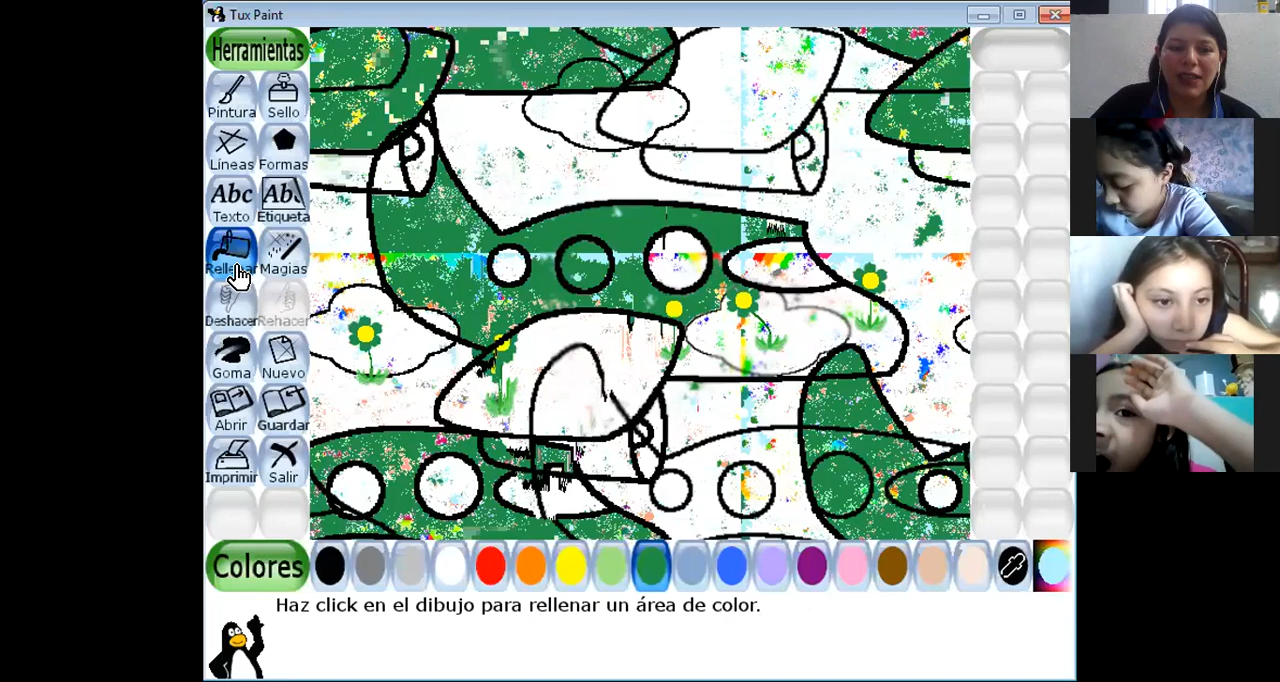 Tux Paint
Herramientas
Pintura Sello
Líneas Formas
Abc Abc
Texto Etiqueta
Rellenar Magias
Deshacer Rehacer
Goma Nuevo
Abrir Guardar
Imprimir Salir
Colores
Haz click en el dibujo para rellenar un área de color.